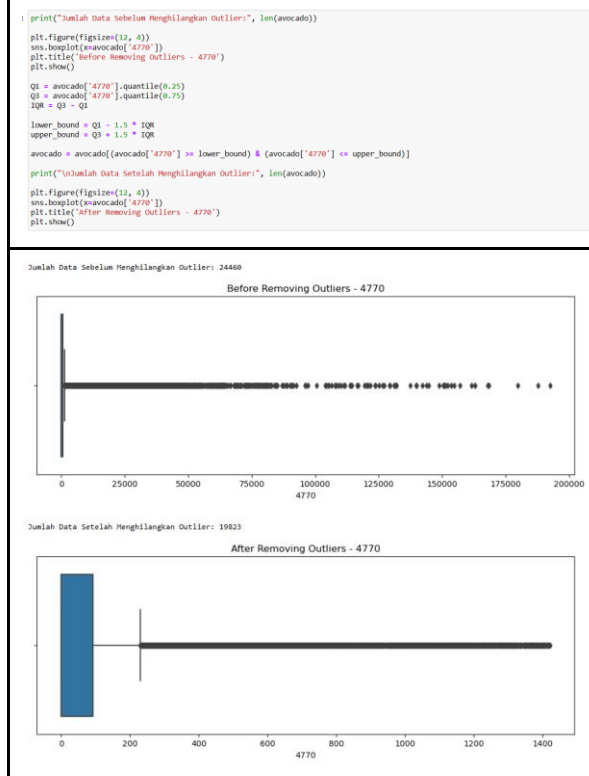 print("Jumlah Data Sebelum Menghilangkan Outlier:", len(avocado))
plt.figure(figsize=(12, 4))
sns.boxplot(x=avocado['4770'])
plt.title('Before Removing Outliers - 4770')
plt.show()
Q1 = avocado['4770'].quantile(0.25)
Q3 = avocado['4770'].quantile(0.75)
IQR = Q3 - Q1
lower_bound = Q1 - 1.5 * IQR
upper_bound = Q3 + 1.5 * IQR
avocado = avocado[(avocado['4770'] >= lower_bound) & (avocado['4770'] <= upper_bound)]
print("\nJumlah Data Setelah Menghilangkan Outlier:", len(avocado))
plt.figure(figsize=(12, 4))
sns.boxplot(x=avocado['4770'])
plt.title('After Removing Outliers - 4770')
plt.show()
Jumlah Data Sebelum Menghilangkan Outlier: 24460
Before Removing Outliers - 4770
0 25000 50000 75000 100000 125000 150000 175000 200000
4770
Jumlah Data Setelah Menghilangkan Outlier: 19823
After Removing Outliers - 4770
0 200 400 600 800 1000 1200 1400
4770